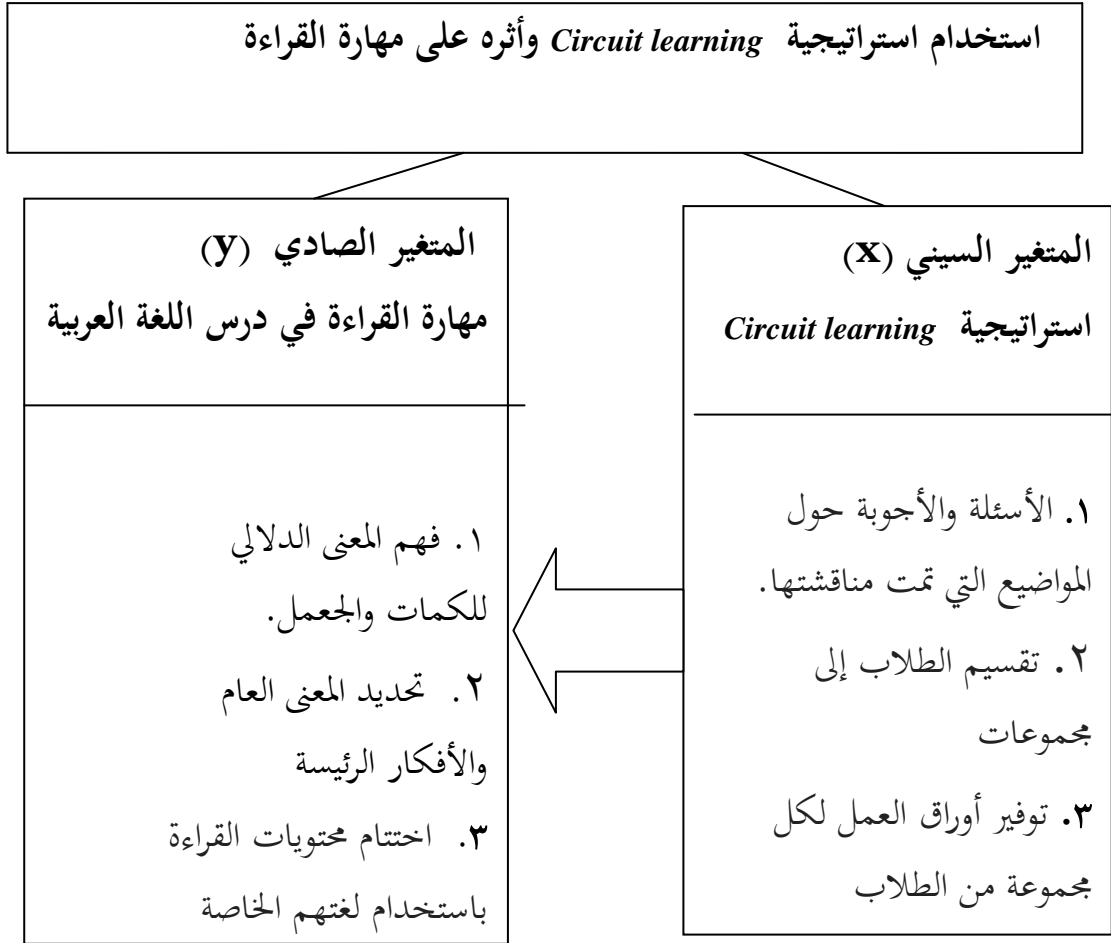 استخدام استراتيجية Circuit learning وأثره على مهارة القراءة
المتغير السيني (x)
استراتيجية Circuit learning
١. الأسئلة والأجوبة حول
المواضيع التي تمت مناقشتها.
٢. تقسيم الطلاب إلى
مجموعات
٣. توفير أوراق العمل لكل
مجموعة من الطلاب
المتغير الصادي (y)
مهارة القراءة في درس اللغة العربية
١. فهم المعنى الدلالي
للكمات والجعمل.
٢. تحديد المعنى العام
والأفكار الرئيسة
٣. اختتام محتويات القراءة
باستخدام لغتهم الخاصة